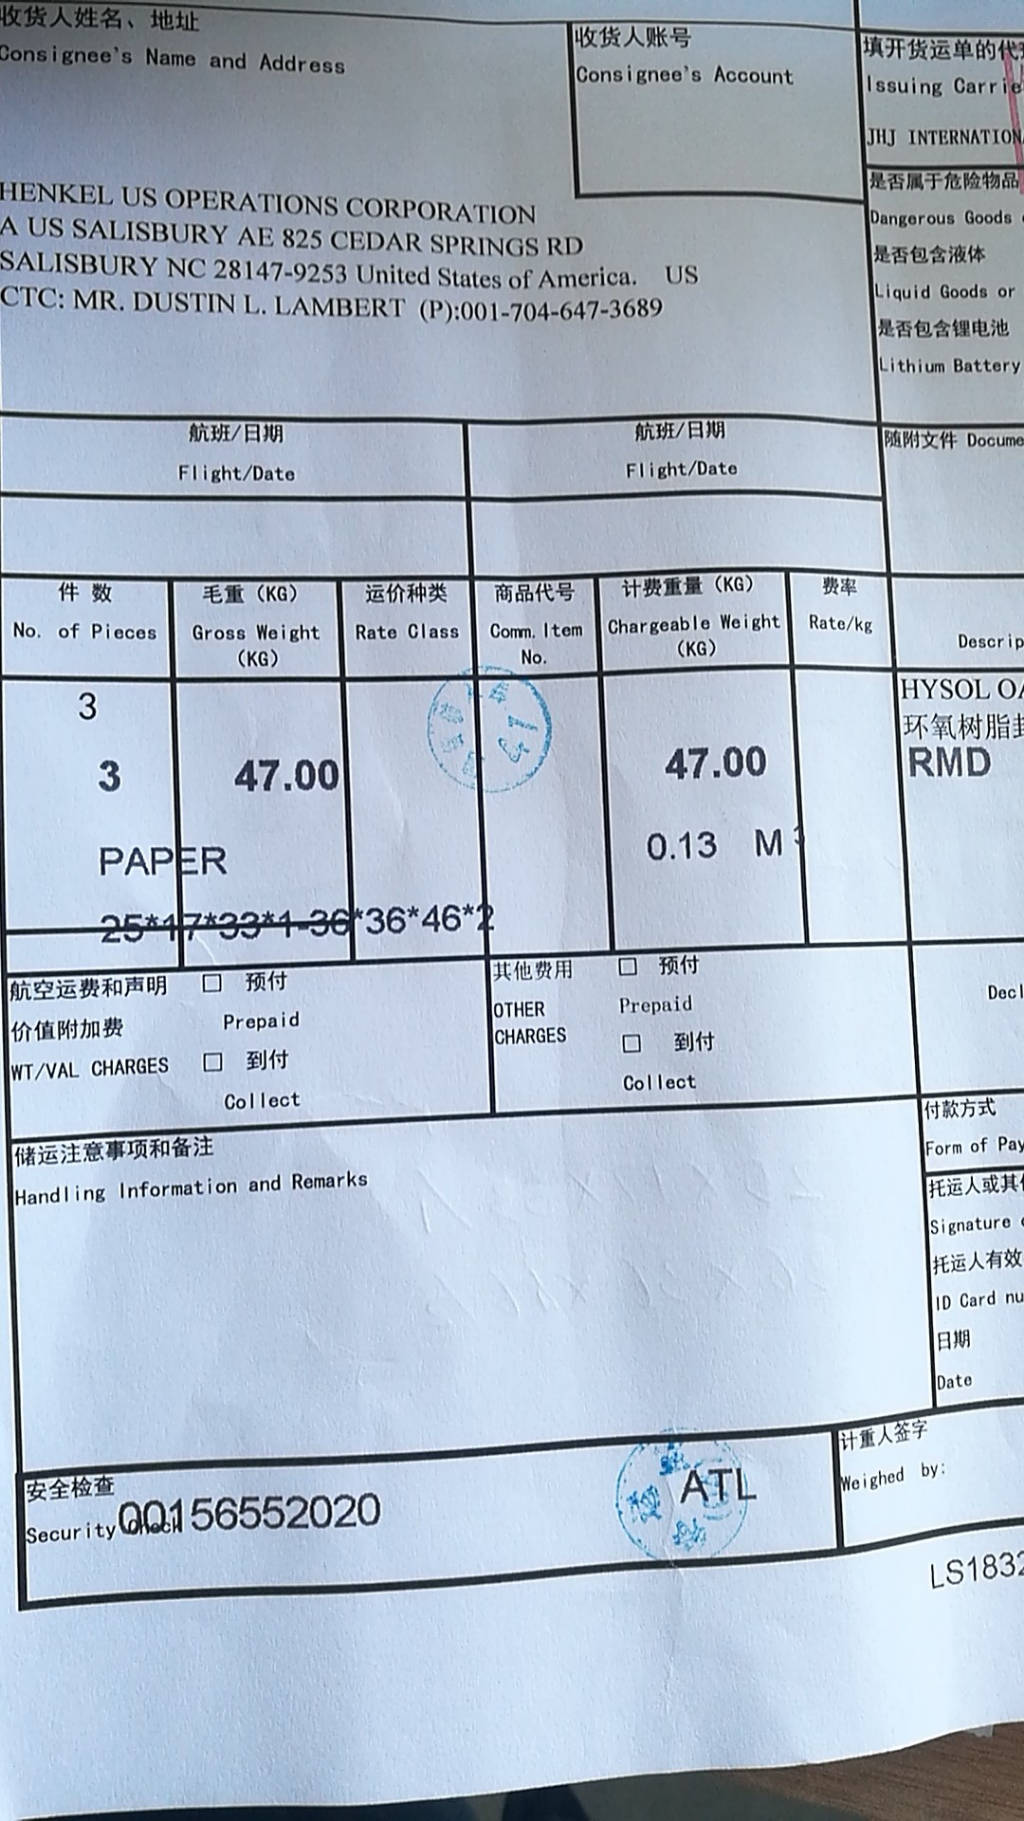 收货人姓名、地址
Consignee's Name and Address
收货人账号
Consignee's Account
填开货运单的代
Issuing Carrie
JHJ INTERNATION
HENKEL US OPERATIONS CORPORATION
A US SALISBURY AE 825 CEDAR SPRINGS RD
SALISBURY NC 28147-9253 United States of America. US
CTC: MR. DUSTIN L. LAMBERT (P):001-704-647-3689
是否属于危险物品
Dangerous Goods
是否包含液体
Liquid Goods or
是否包含锂电池
Lithium Battery
航班/日期
Flight/Date
航班/日期
Flight/Date
随附文件 Docume
件 数
No. of Pieces
毛重 (KG)
Gross Weight
(KG)
运价种类
Rate Class
商品代号
Comm. Item
No.
计费重量 (KG)
Chargeable Weight
(KG)
费率
Rate/kg
Descrip
3
HYSOL OA
环氧树脂封
3 47.00 47.00 RMD
PAPER 0.13 M3
25*17*33*1-36*36*46*2
航空运费和声明
价值附加费
WT/VAL CHARGES
□ 预付
Prepaid
□ 到付
Collect
其他费用
OTHER
CHARGES
□ 预付
Prepaid
□ 到付
Collect
Decl
付款方式
Form of Pay
储运注意事项和备注
Handling Information and Remarks
托运人或其
Signature
托运人有效
ID Card nu
日期
Date
安全检查
Security Check
00156552020
ATL
计重人签字
Weighed by:
LS1832